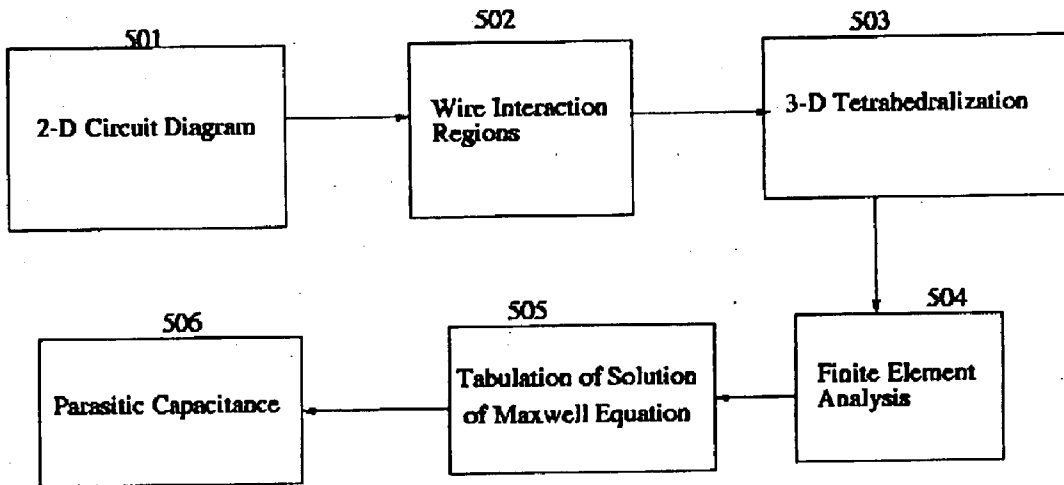 501
2-D Circuit Diagram
502
Wire Interaction
Regions
503
3-D Tetrahedralization
504
Finite Element
Analysis
505
Tabulation of Solution
of Maxwell Equation
506
Parasitic Capacitance